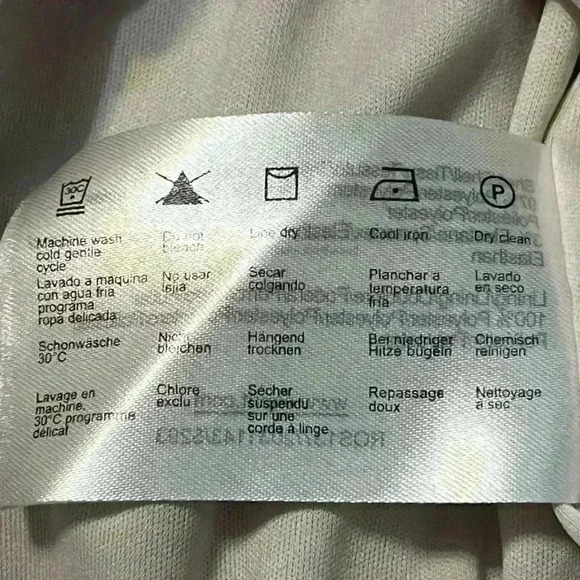 30C
P
Machine wash
cold gentle
cycle
Do not
bleach
Line dry
Cool iron
Dry clean
Lavado a maquina
con agua fria
programa
ropa delicada
No usar
lejia
Secar
colgando
Planchar a
temperatura
fria
Lavado
en seco
Schonwäsche
30°C
Nicht
bleichen
Hängend
trocknen
Bei niedriger
Hitze bügeln
Chemisch
reinigen
Lavage en
machine.
30°C programme
délicat
Chlore
exclu
Sécher
suspendu
sur une
corde à linge
Repassage
doux
Nettoyage
a sec